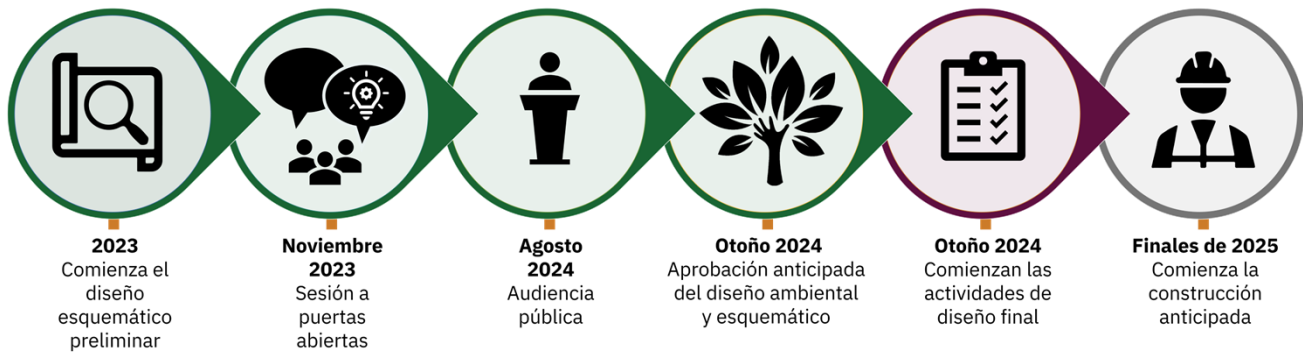 2023
Comienza el
diseño
esquemático
preliminar
Noviembre
2023
Sesión a
puertas
abiertas
Agosto
2024
Audiencia
pública
Otoño 2024
Aprobación anticipada
del diseño ambiental
y esquemático
Otoño 2024
Comienzan las
actividades de
diseño final
Finales de 2025
Comienza la
construcción
anticipada